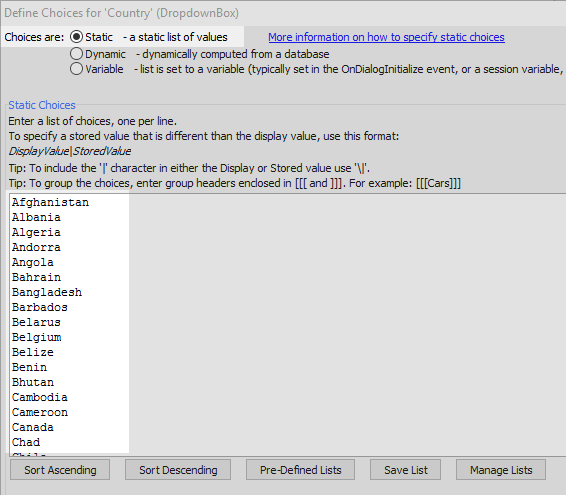 Define Choices for 'Country' (DropdownBox)
Choices are: Static - a static list of values More information on how to specify static choices
Dynamic - dynamically computed from a database
Variable - list is set to a variable (typically set in the OnDialogInitialize event, or a session variable,
Static Choices
Enter a list of choices, one per line.
To specify a stored value that is different than the display value, use this format:
DisplayValue|StoredValue
Tip: To include the '|' character in either the Display or Stored value use '\|'.
Tip: To group the choices, enter group headers enclosed in [[[ and ]]]. For example: [[[Cars]]]
Afghanistan
Albania
Algeria
Andorra
Angola
Bahrain
Bangladesh
Barbados
Belarus
Belgium
Belize
Benin
Bhutan
Cambodia
Cameroon
Canada
Chad
Sort Ascending Sort Descending Pre-Defined Lists Save List Manage Lists